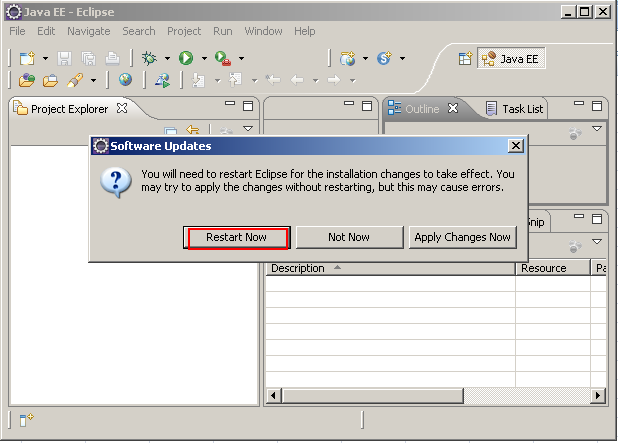 Java EE - Eclipse
File Edit Navigate Search Project Run Window Help
Java EE
Project Explorer
Outline
Task List
Software Updates
You will need to restart Eclipse for the installation changes to take effect. You
may try to apply the changes without restarting, but this may cause errors.
Restart Now
Not Now
Apply Changes Now
Snip
Description
Resource
Pa